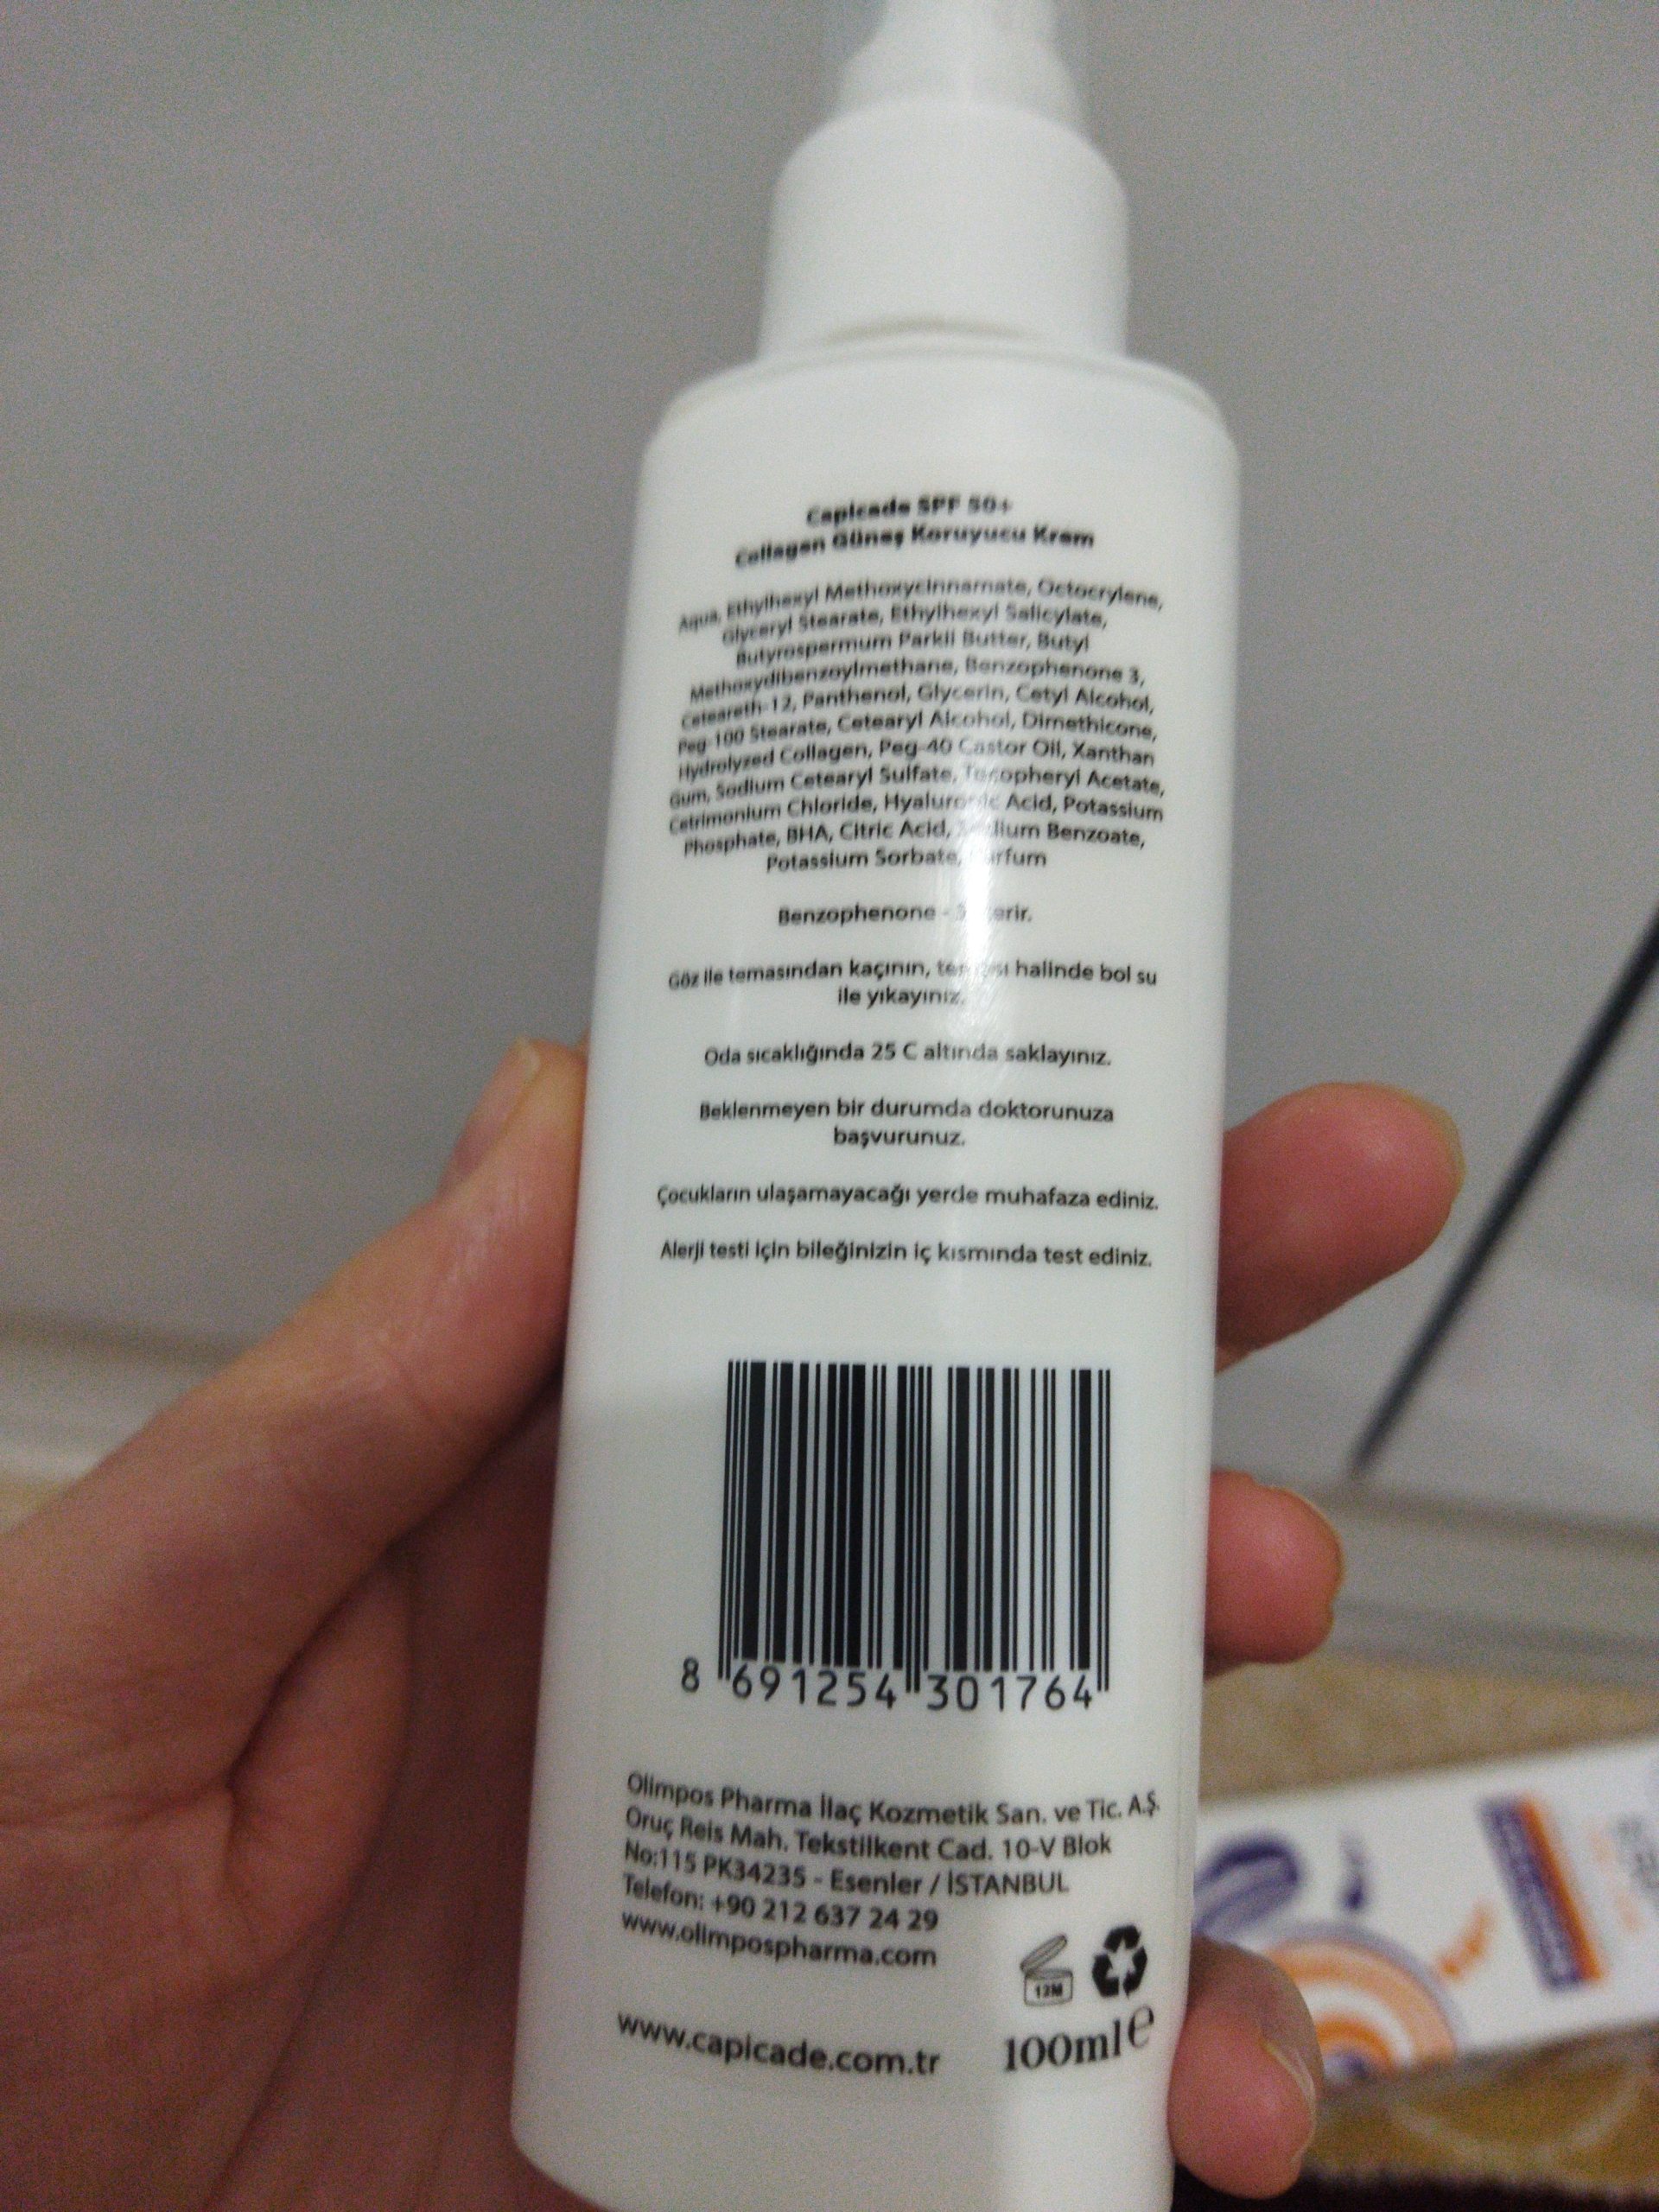 Capicade SPF 50+
Collagen Güneş Koruyucu Krem
Aqua, Ethylhexyl Methoxycinnamate, Octocrylene,
Glyceryl Stearate, Ethylhexyl Salicylate,
Butyrospermum Parkii Butter, Butyl
Methoxydibenzoylmethane, Benzophenone 3,
Ceteareth-12, Panthenol, Glycerin, Cetyl Alcohol,
Peg-100 Stearate, Cetearyl Alcohol, Dimethicone,
Hydrolyzed Collagen, Peg-40 Castor Oil, Xanthan
Gum, Sodium Cetearyl Sulfate, Tocopheryl Acetate,
Cetrimonium Chloride, Hyaluronic Acid, Potassium
Phosphate, BHA, Citric Acid, Sodium Benzoate,
Potassium Sorbate, Parfum
Benzophenone -
Göz ile temasından kaçının, teması halinde bol su
ile yıkayınız.
Oda sıcaklığında 25 C altında saklayınız.
Beklenmeyen bir durumda doktorunuza
başvurunuz.
Çocukların ulaşamayacağı yerde muhafaza ediniz.
Alerji testi için bileğinizin iç kısmında test ediniz.
8 691254 301764
Olimpos Pharma İlaç Kozmetik San. ve Tic. A.Ş.
Oruç Reis Mah. Tekstilkent Cad. 10-V Blok
No:115 PK34235 - Esenler / İSTANBUL
Telefon: +90 212 637 24 29
www.olimpospharma.com
12M
www.capicade.com.tr
100ml e